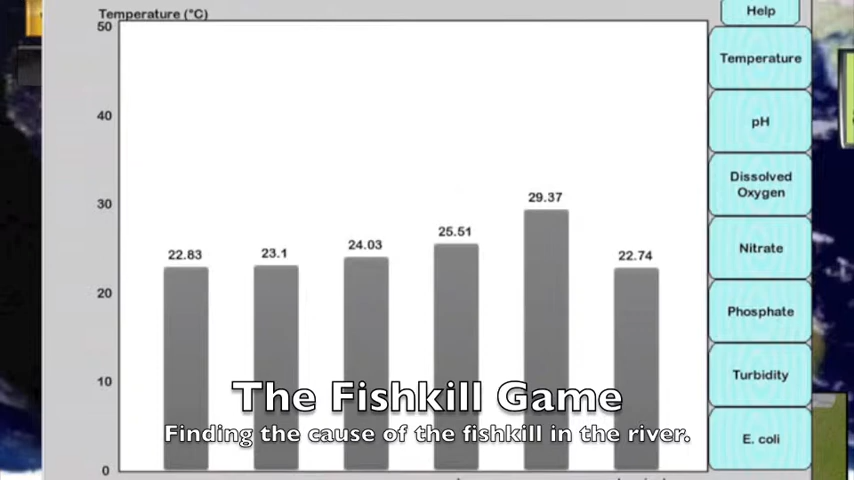 Temperature (°C)
50
40
30
20
10
0
22.83
23.1
24.03
25.51
29.37
22.74
Help
Temperature
pH
Dissolved
Oxygen
Nitrate
Phosphate
Turbidity
E. coli
The Fishkill Game
Finding the cause of the fishkill in the river.